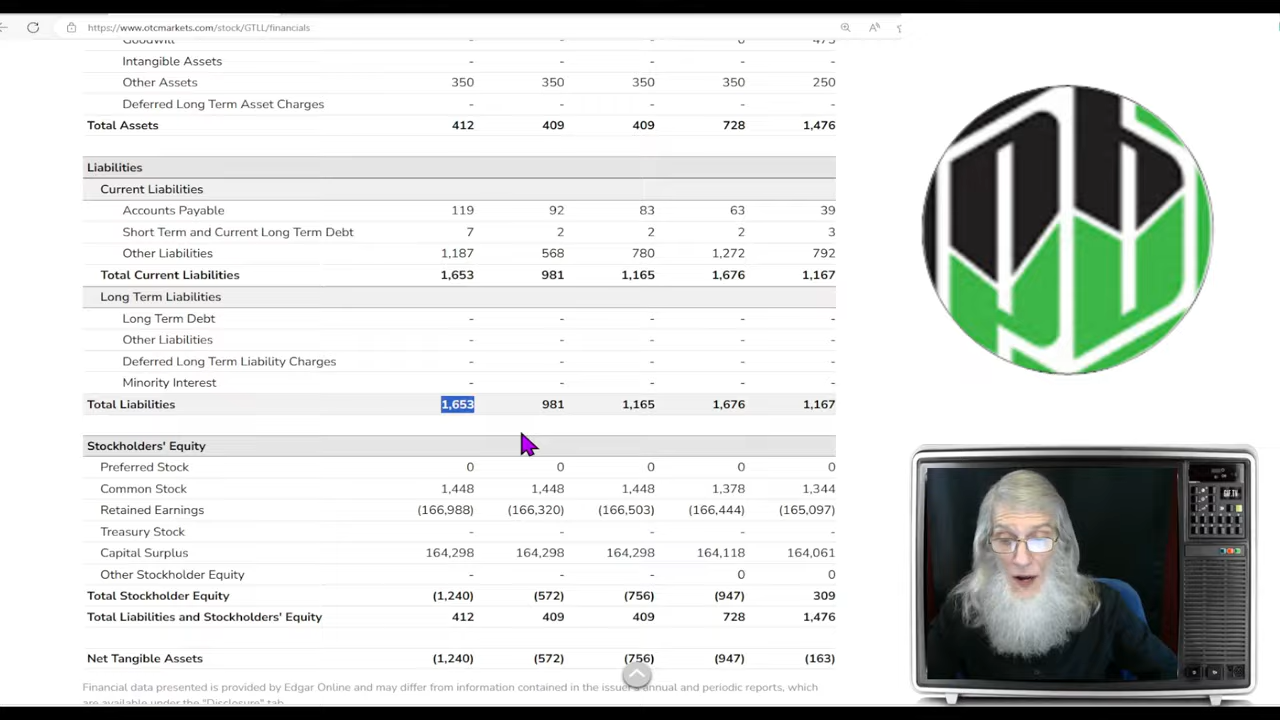 https://www.otcmarkets.com/stock/GTLL/financials
Goodwill - - - 0 473
Intangible Assets - - - - -
Other Assets 350 350 350 350 250
Deferred Long Term Asset Charges - - - - -
Total Assets 412 409 409 728 1,476
Liabilities
Current Liabilities
Accounts Payable 119 92 83 63 39
Short Term and Current Long Term Debt 7 2 2 2 3
Other Liabilities 1,187 568 780 1,272 792
Total Current Liabilities 1,653 981 1,165 1,676 1,167
Long Term Liabilities
Long Term Debt - - - - -
Other Liabilities - - - - -
Deferred Long Term Liability Charges - - - - -
Minority Interest - - - - -
Total Liabilities 1,653 981 1,165 1,676 1,167
Stockholders' Equity
Preferred Stock 0 0 0 0 0
Common Stock 1,448 1,448 1,448 1,378 1,344
Retained Earnings (166,988) (166,320) (166,503) (166,444) (165,097)
Treasury Stock - - - - -
Capital Surplus 164,298 164,298 164,298 164,118 164,061
Other Stockholder Equity - - - 0 0
Total Stockholder Equity (1,240) (572) (756) (947) 309
Total Liabilities and Stockholders' Equity 412 409 409 728 1,476
Net Tangible Assets (1,240) (572) (756) (947) (163)
Financial data presented is provided by Edgar Online and may differ from information contained in the issuer's annual and periodic reports, which
are available under the "Disclosure" tab